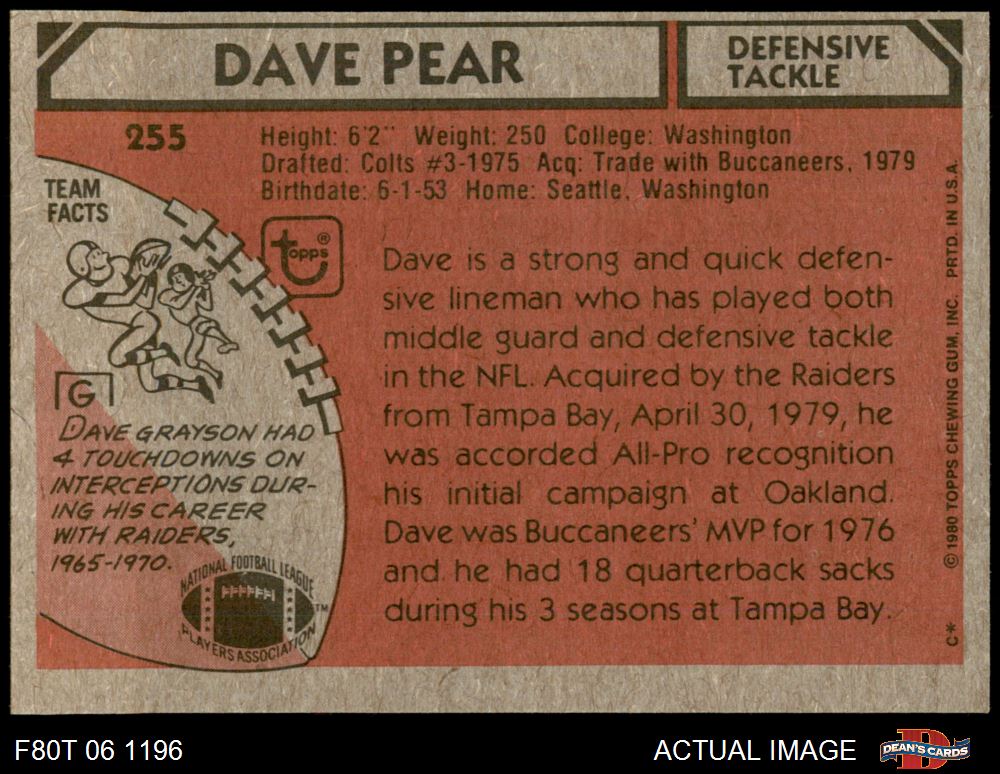 DAVE PEAR
DEFENSIVE
TACKLE
255
Height: 6'2" Weight: 250 College: Washington
Drafted: Colts #3-1975 Acq: Trade with Buccaneers, 1979
Birthdate: 6-1-53 Home: Seattle, Washington
TEAM
FACTS
topps®
Dave is a strong and quick defen-
sive lineman who has played both
middle guard and defensive tackle
in the NFL. Acquired by the Raiders
from Tampa Bay, April 30, 1979, he
was accorded All-Pro recognition
his initial campaign at Oakland.
Dave was Buccaneers' MVP for 1976
and he had 18 quarterback sacks
during his 3 seasons at Tampa Bay.
G
DAVE GRAYSON HAD
4 TOUCHDOWNS ON
INTERCEPTIONS DUR-
ING HIS CAREER
WITH RAIDERS,
1965-1970.
NATIONAL FOOTBALL LEAGUE
PLAYERS ASSOCIATION
TM
C* © 1980 TOPPS CHEWING GUM, INC. PRTD. IN U.S.A.
F80T 06 1196
ACTUAL IMAGE
DEAN'S CARDS